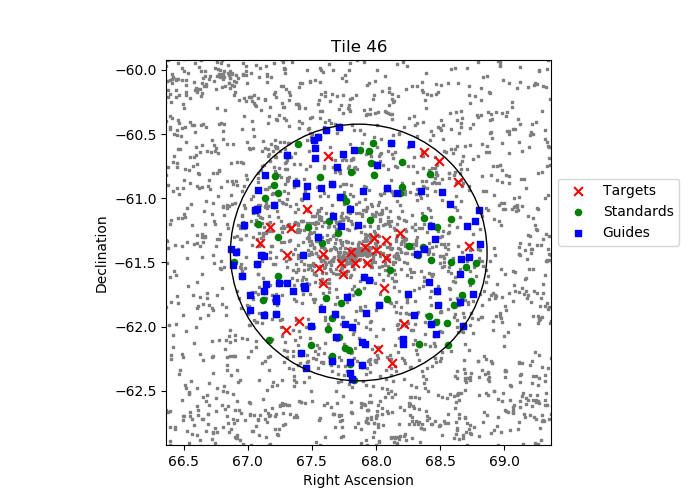 Tile 46
Declination
−60.0
−60.5
−61.0
−61.5
−62.0
−62.5
66.5 67.0 67.5 68.0 68.5 69.0
Right Ascension
Targets
Standards
Guides